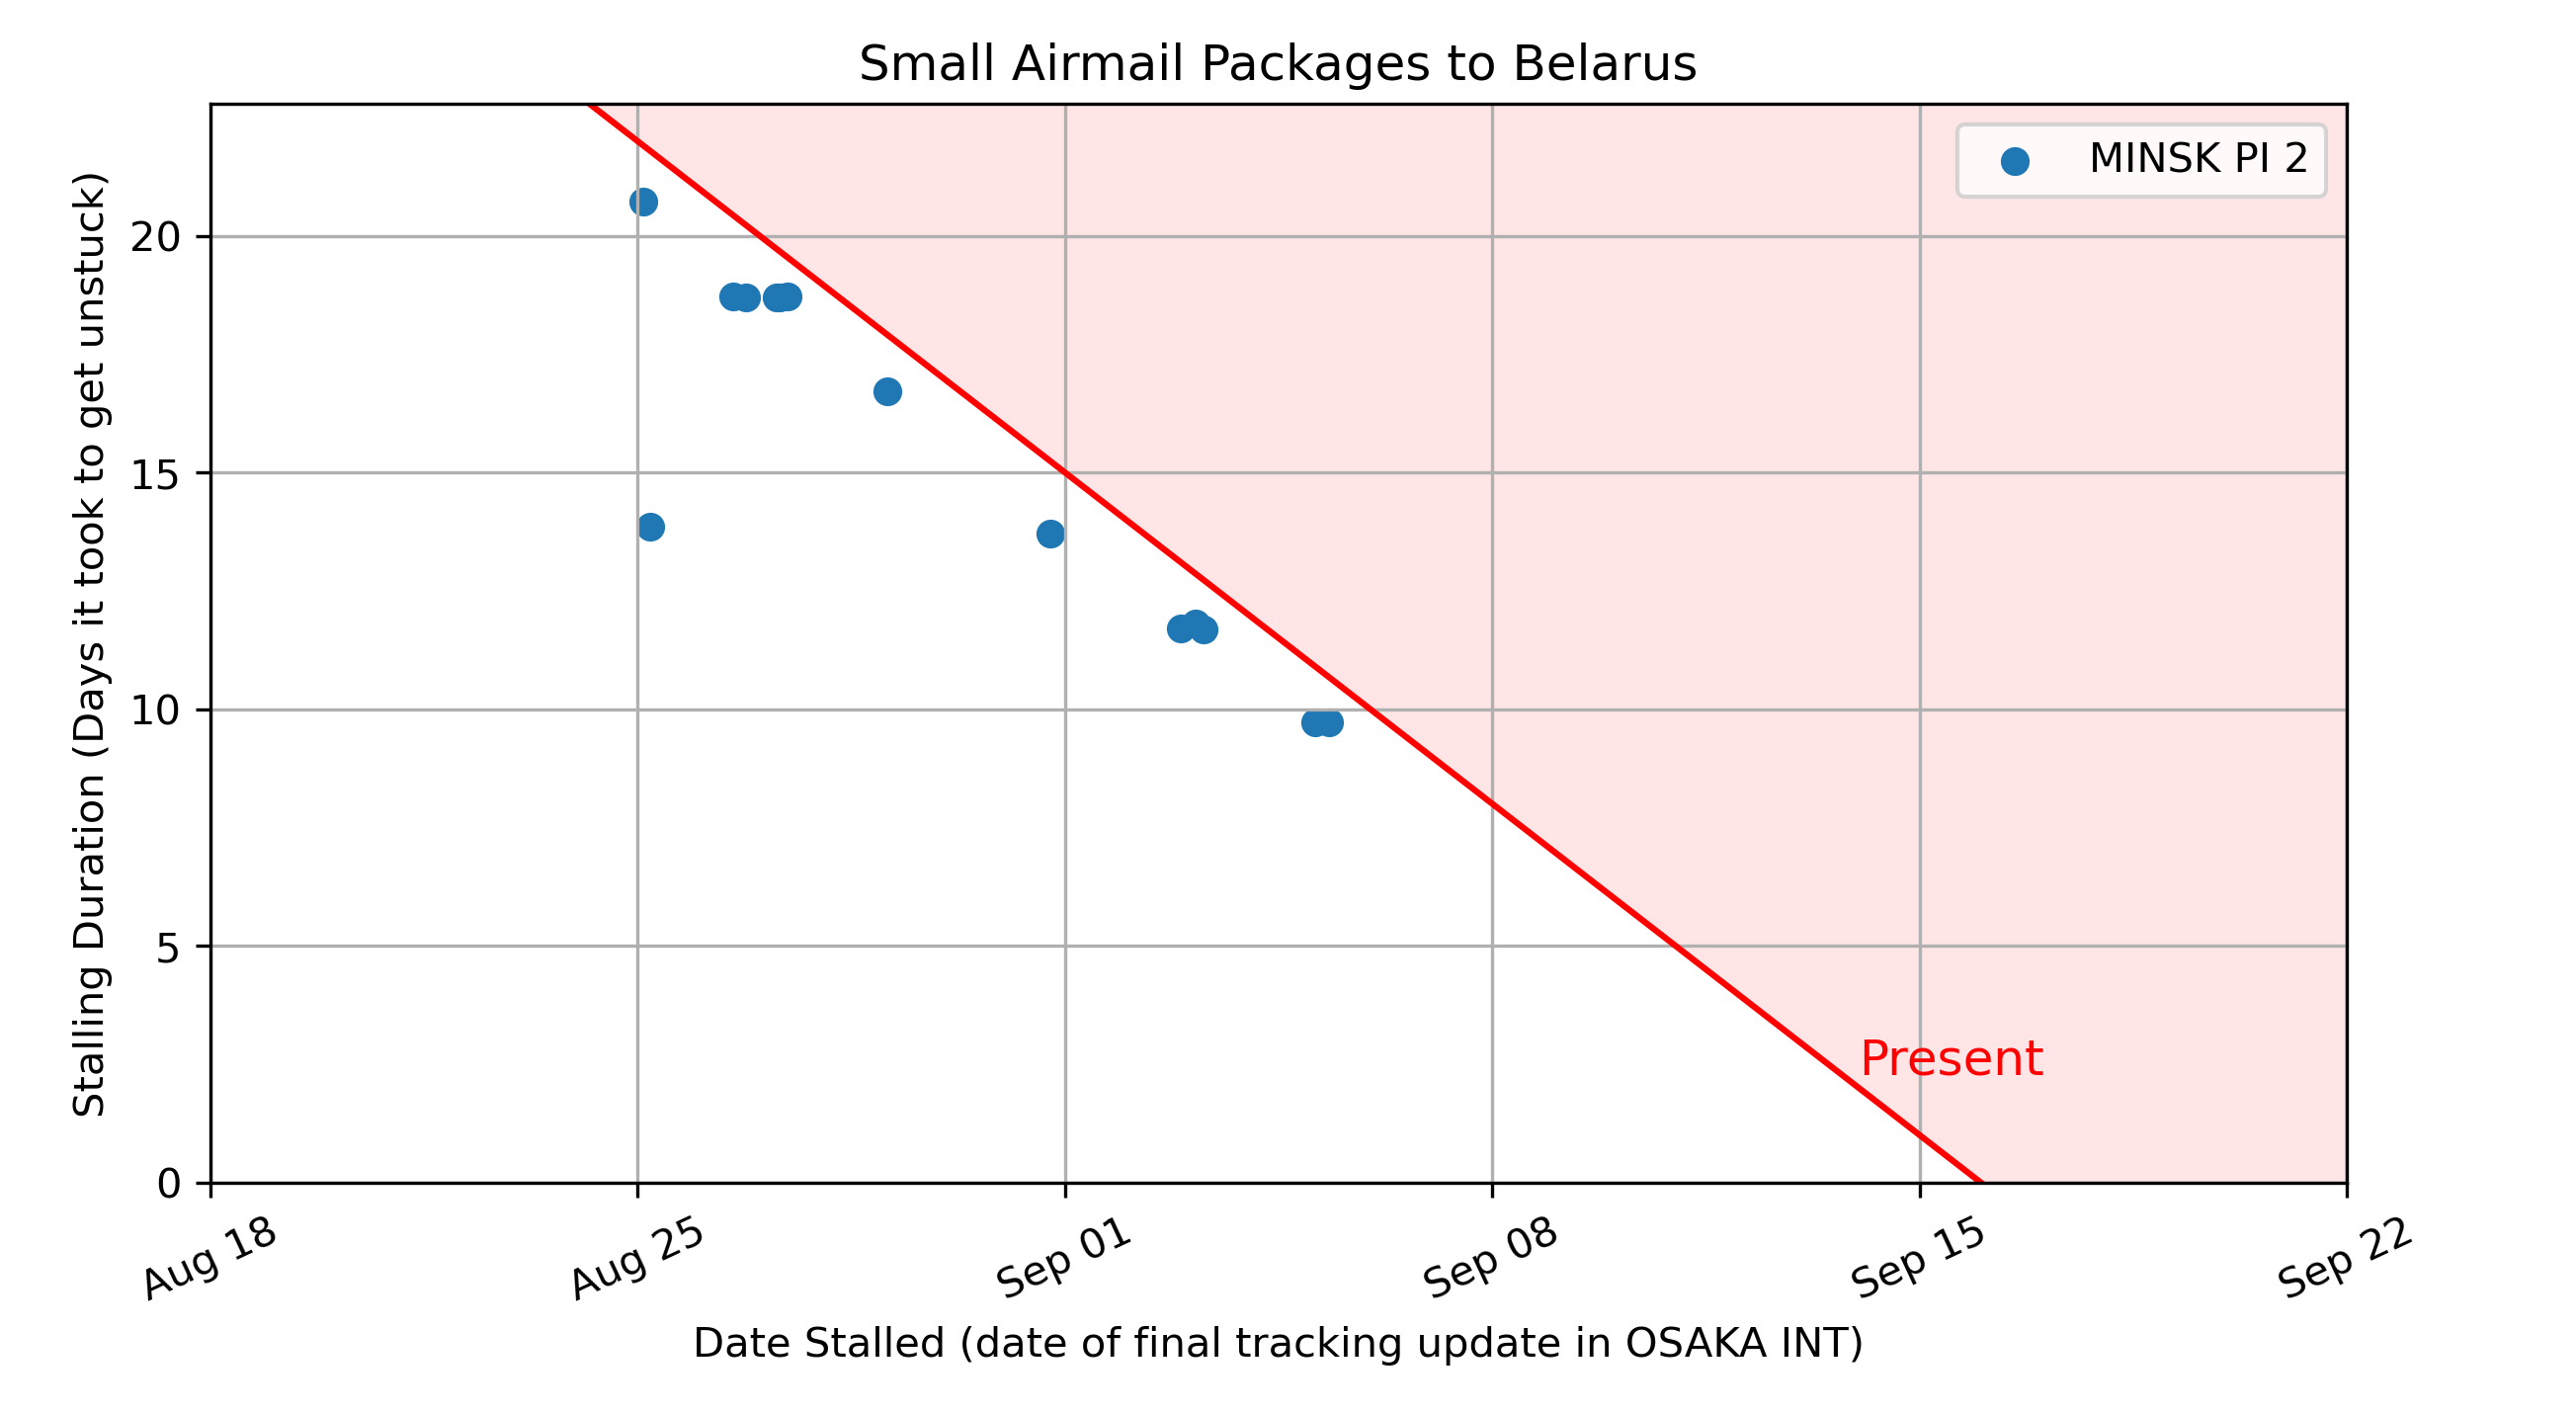 Small Airmail Packages to Belarus
MINSK PI 2
Stalling Duration (Days it took to get unstuck)
20
15
10
5
0
Present
Aug 18
Aug 25
Sep 01
Sep 08
Sep 15
Sep 22
Date Stalled (date of final tracking update in OSAKA INT)